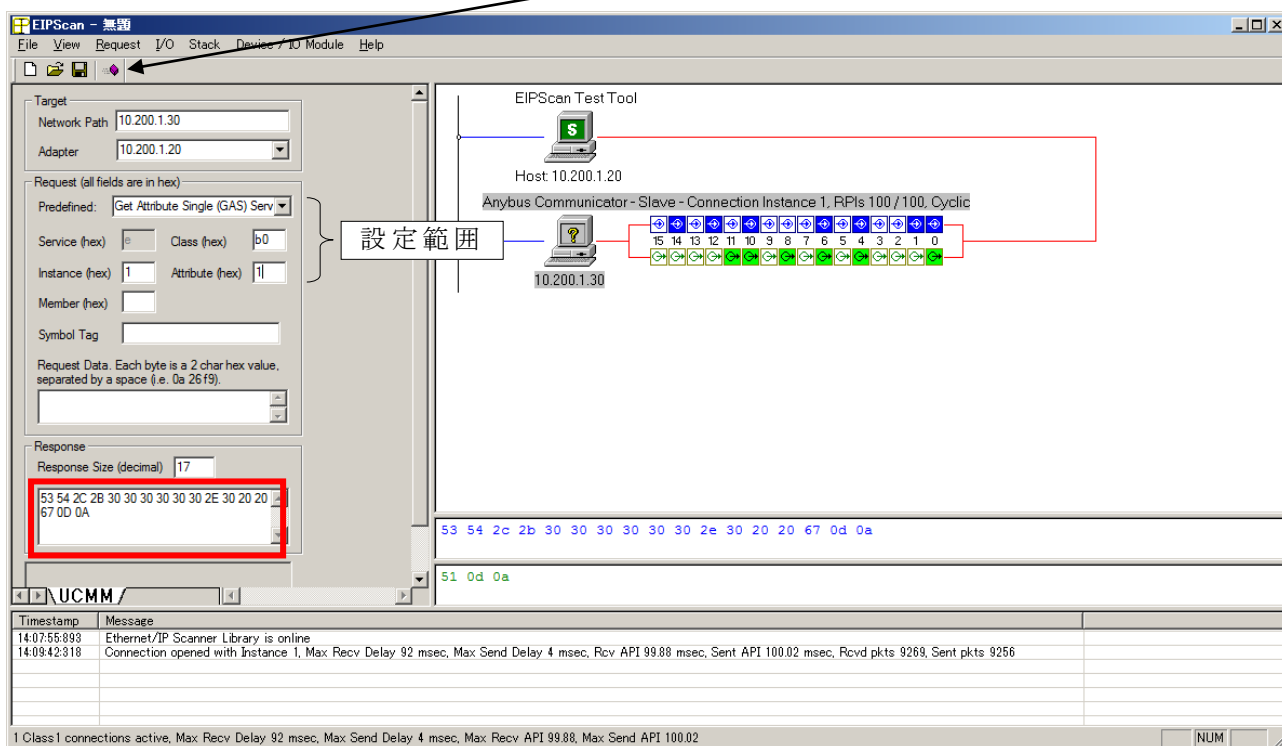 EIPScan - 無題
File View Request I/O Stack Device / IO Module Help
Target
Network Path 10.200.1.30
Adapter 10.200.1.20
Request (all fields are in hex)
Predefined: Get Attribute Single (GAS) Serv
Service (hex) e Class (hex) b0
Instance (hex) 1 Attribute (hex) 1
Member (hex)
Symbol Tag
Request Data. Each byte is a 2 char hex value,
separated by a space (i.e. 0a 26 f9).
Response
Response Size (decimal) 17
53 54 2C 2B 30 30 30 30 30 30 2E 30 20 20
67 0D 0A
UCMM
設定範囲
EIPScan Test Tool
S
Host: 10.200.1.20
Anybus Communicator - Slave - Connection Instance 1, RPIs 100 / 100, Cyclic
?
15 14 13 12 11 10 9 8 7 6 5 4 3 2 1 0
10.200.1.30
53 54 2c 2b 30 30 30 30 30 30 2e 30 20 20 67 0d 0a
51 0d 0a
Timestamp Message
14:07:55:893 Ethernet/IP Scanner Library is online
14:09:42:318 Connection opened with Instance 1, Max Recv Delay 92 msec, Max Send Delay 4 msec, Rcv API 99.88 msec, Sent API 100.02 msec, Rcvd pkts 9269, Sent pkts 9256
1 Class1 connections active, Max Recv Delay 92 msec, Max Send Delay 4 msec, Max Recv API 99.88, Max Send API 100.02
NUM